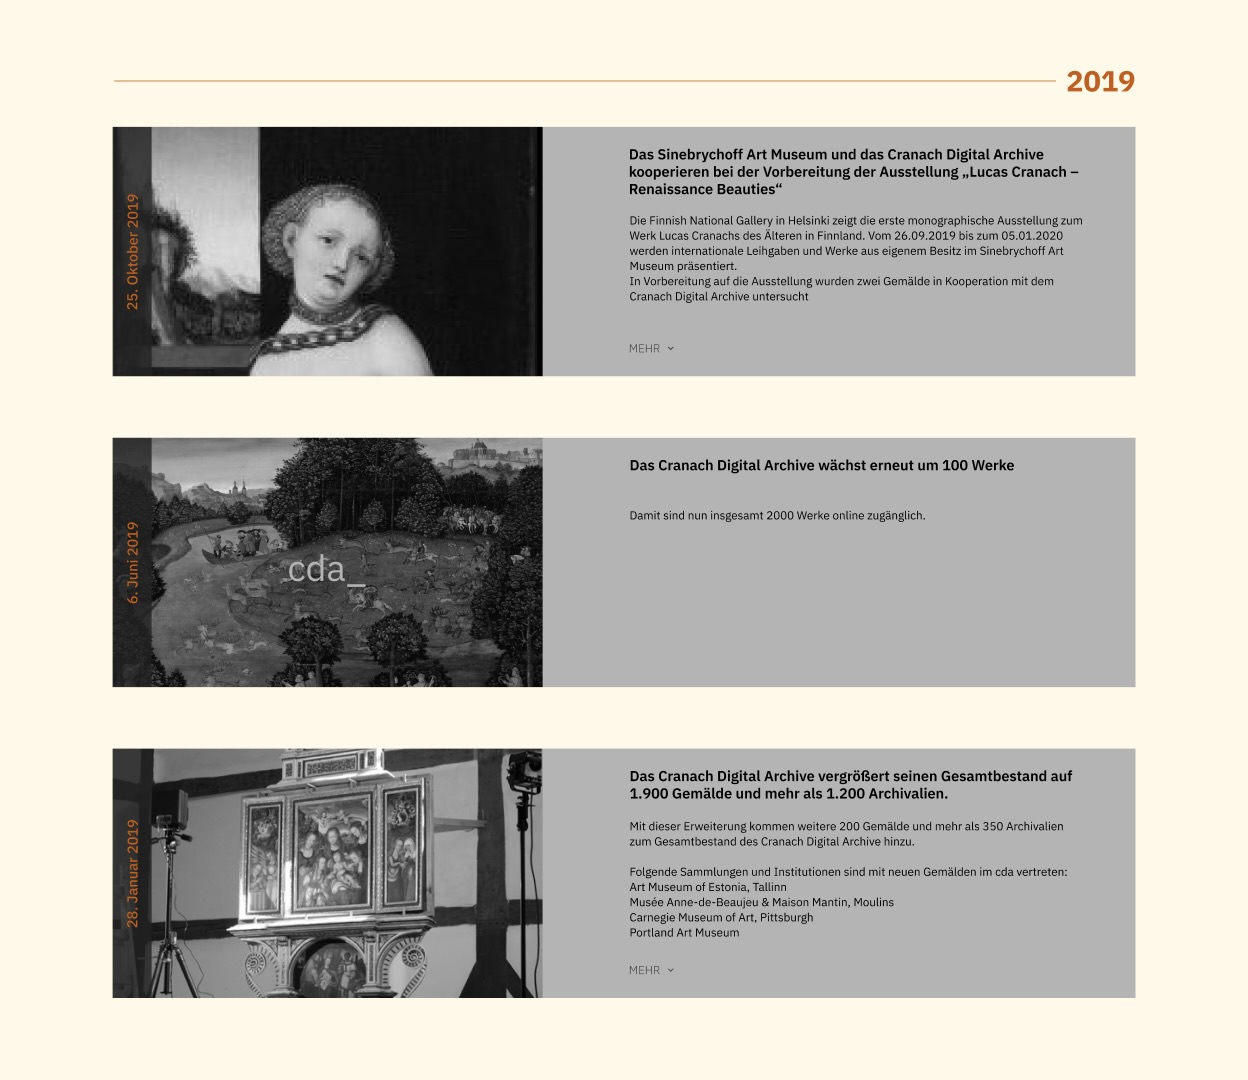 2019
25. Oktober 2019
Das Sinebrychoff Art Museum und das Cranach Digital Archive
kooperieren bei der Vorbereitung der Ausstellung „Lucas Cranach –
Renaissance Beauties“
Die Finnish National Gallery in Helsinki zeigt die erste monographische Ausstellung zum
Werk Lucas Cranachs des Älteren in Finnland. Vom 26.09.2019 bis zum 05.01.2020
werden internationale Leihgaben und Werke aus eigenem Besitz im Sinebrychoff Art
Museum präsentiert.
In Vorbereitung auf die Ausstellung wurden zwei Gemälde in Kooperation mit dem
Cranach Digital Archive untersucht
MEHR
6. Juni 2019
cda_
Das Cranach Digital Archive wächst erneut um 100 Werke
Damit sind nun insgesamt 2000 Werke online zugänglich.
28. Januar 2019
Das Cranach Digital Archive vergrößert seinen Gesamtbestand auf
1.900 Gemälde und mehr als 1.200 Archivalien.
Mit dieser Erweiterung kommen weitere 200 Gemälde und mehr als 350 Archivalien
zum Gesamtbestand des Cranach Digital Archive hinzu.
Folgende Sammlungen und Institutionen sind mit neuen Gemälden im cda vertreten:
Art Museum of Estonia, Tallinn
Musée Anne-de-Beaujeu & Maison Mantin, Moulins
Carnegie Museum of Art, Pittsburgh
Portland Art Museum
MEHR